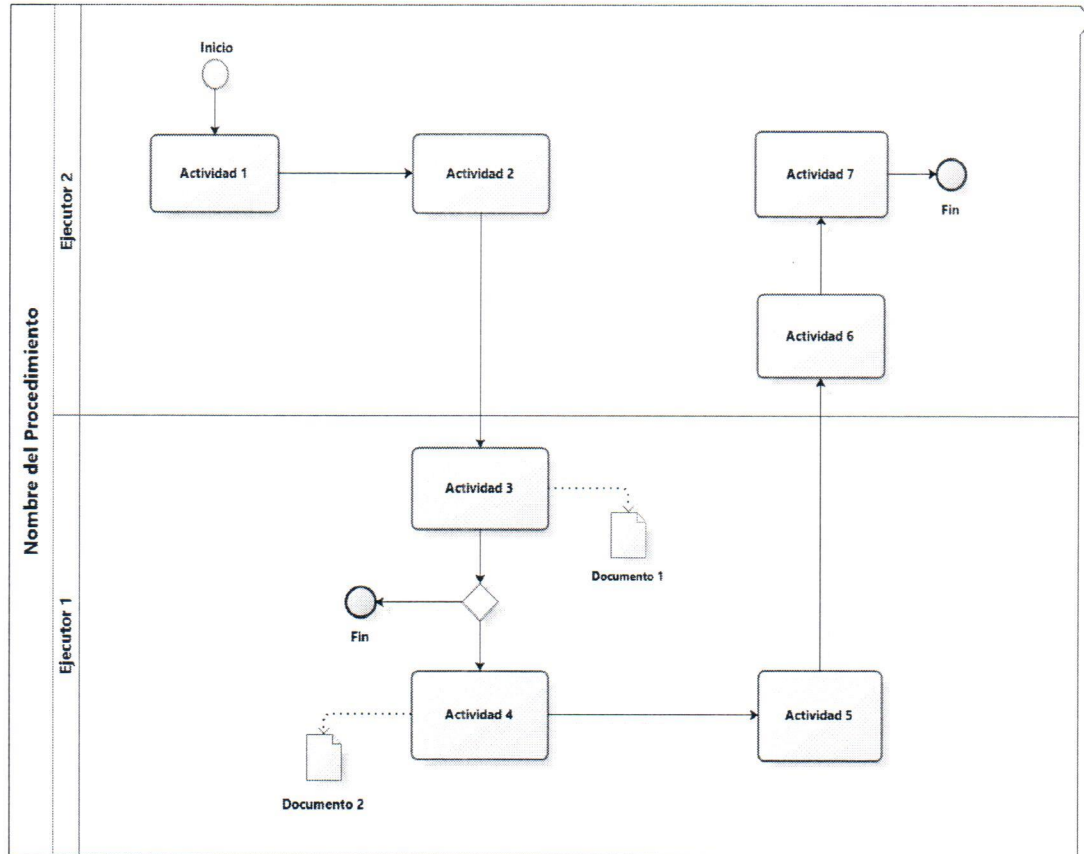 Nombre del Procedimiento
Ejecutor 2
Inicio
Actividad 1
Actividad 2
Actividad 7
Fin
Actividad 6
Ejecutor 1
Actividad 3
Documento 1
Fin
Actividad 4
Actividad 5
Documento 2